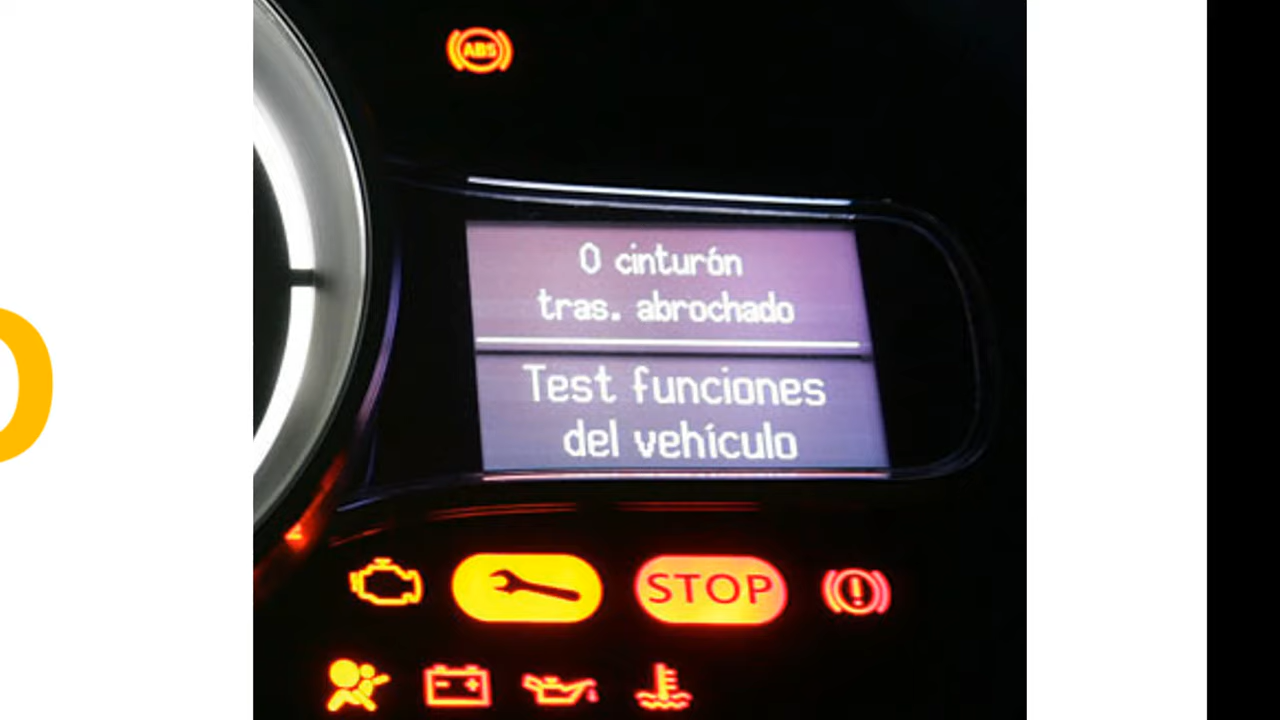 ABS
0 cinturón
tras. abrochado
Test funciones
del vehículo
STOP